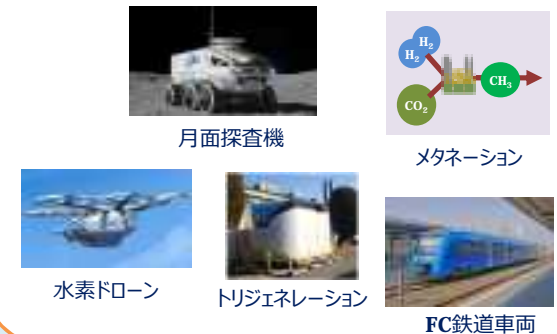 月面探査機
H₂
H₂
CO₂
CH₃
メタネーション
水素ドローン
トリジェネレーション
FC鉄道車両